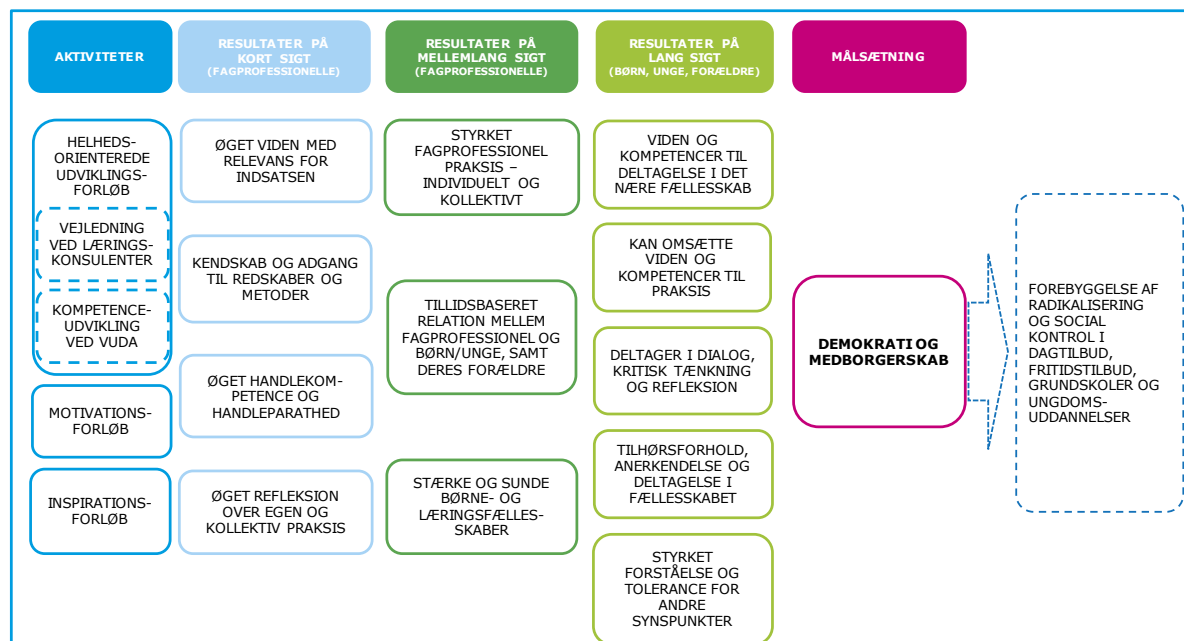 AKTIVITETER
RESULTATER PÅ
KORT SIGT
(FAGPROFESSIONELLE)
RESULTATER PÅ
MELLEMLANG SIGT
(FAGPROFESSIONELLE)
RESULTATER PÅ
LANG SIGT
(BØRN, UNGE, FORÆLDRE)
MÅLSÆTNING
HELHEDS-
ORIENTEREDE
UDVIKLINGS-
FORLØB
VEJLEDNING
VED LÆRINGS-
KONSULENTER
KOMPETENCE-
UDVIKLING
VED VUDA
MOTIVATIONS-
FORLØB
INSPIRATIONS-
FORLØB
ØGET VIDEN MED
RELEVANS FOR
INDSATSEN
KENDSKAB OG ADGANG
TIL REDSKABER OG
METODER
ØGET HANDLEKOM-
PETENCE OG
HANDLEPARATHED
ØGET REFLEKSION
OVER EGEN OG
KOLLEKTIV PRAKSIS
STYRKET
FAGPROFESSIONEL
PRAKSIS –
INDIVIDUELT OG
KOLLEKTIVT
TILLIDSBASERET
RELATION MELLEM
FAGPROFESSIONEL OG
BØRN/UNGE, SAMT
DERES FORÆLDRE
STÆRKE OG SUNDE
BØRNE- OG
LÆRINGSFÆLLES-
SKABER
VIDEN OG
KOMPETENCER TIL
DELTAGELSE I DET
NÆRE FÆLLESSKAB
KAN OMSÆTTE
VIDEN OG
KOMPETENCER TIL
PRAKSIS
DELTAGER I DIALOG,
KRITISK TÆNKNING
OG REFLEKSION
TILHØRSFORHOLD,
ANERKENDELSE OG
DELTAGELSE I
FÆLLESSKABET
STYRKET
FORSTÅELSE OG
TOLERANCE FOR
ANDRE
SYNSPUNKTER
DEMOKRATI OG
MEDBORGERSKAB
FOREBYGGELSE AF
RADIKALISERING
OG SOCIAL
KONTROL I
DAGTILBUD,
FRITIDSTILBUD,
GRUNDSKOLER OG
UNGDOMS-
UDDANNELSER